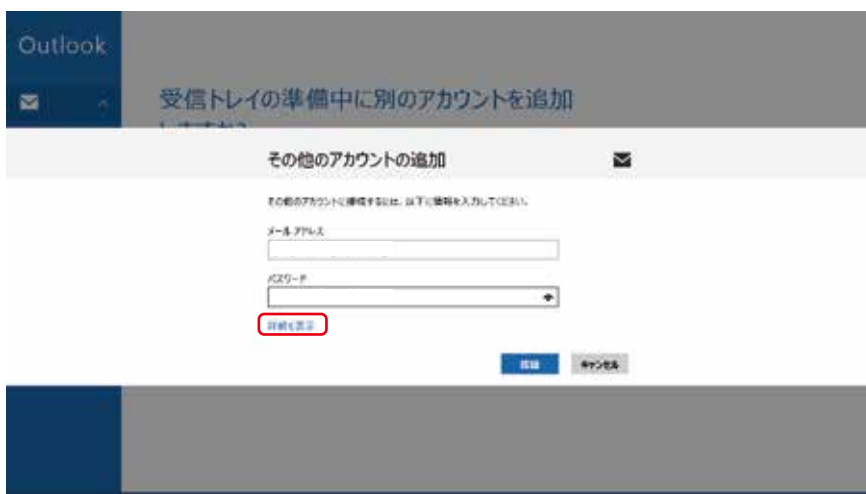 Outlook
受信トレイの準備中に別のアカウントを追加
しますか?
その他のアカウントの追加
その他のアカウントに接続するには、以下に情報を入力してください。
メール アドレス
パスワード
詳細を表示
接続
キャンセル